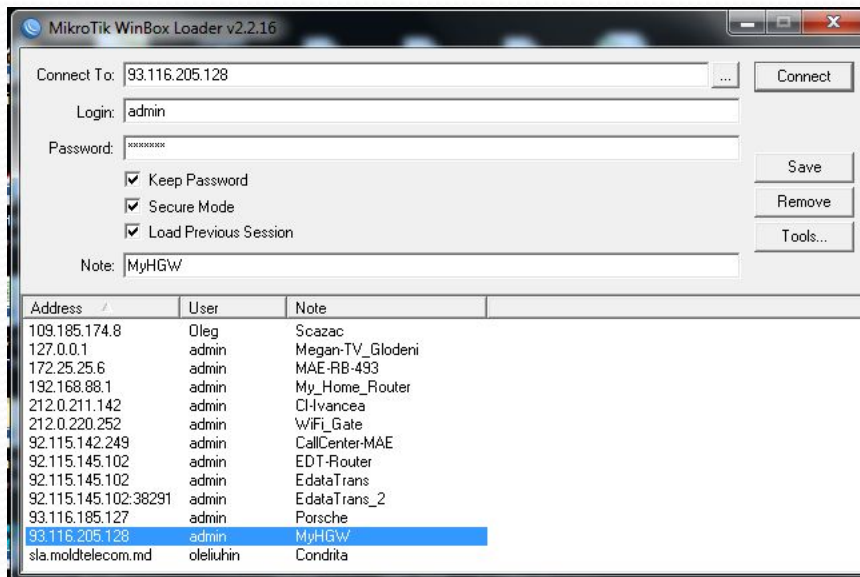 MikroTik WinBox Loader v2.2.16
Connect To: 93.116.205.128 ... Connect
Login: admin
Password: *******
Keep Password
Save
Secure Mode
Remove
Load Previous Session
Tools...
Note: MyHGW
Address User Note
109.185.174.8 Oleg Scazac
127.0.0.1 admin Megan-TV_Glodeni
172.25.25.6 admin MAE-RB-493
192.168.88.1 admin My_Home_Router
212.0.211.142 admin CI-Ivancea
212.0.220.252 admin WiFi_Gate
92.115.142.249 admin CallCenter-MAE
92.115.145.102 admin EDT-Router
92.115.145.102 admin EdataTrans
92.115.145.102:38291 admin EdataTrans_2
93.116.185.127 admin Porsche
93.116.205.128 admin MyHGW
sla.moldtelecom.md oleliuhin Condrita